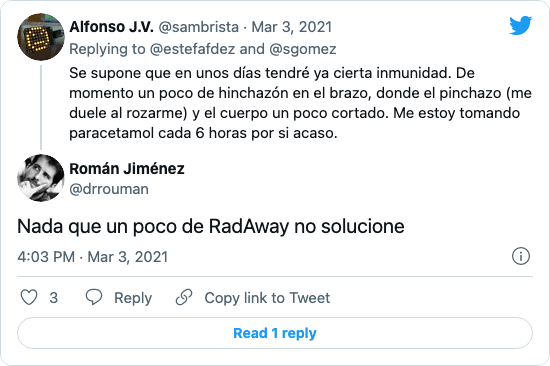 Alfonso J.V. @sambrista · Mar 3, 2021
Replying to @estefafdez and @sgomez
Se supone que en unos días tendré ya cierta inmunidad. De
momento un poco de hinchazón en el brazo, donde el pinchazo (me
duele al rozarme) y el cuerpo un poco cortado. Me estoy tomando
paracetamol cada 6 horas por si acaso.
Román Jiménez
@drrouman
Nada que un poco de RadAway no solucione
4:03 PM · Mar 3, 2021
3 Reply Copy link to Tweet
Read 1 reply